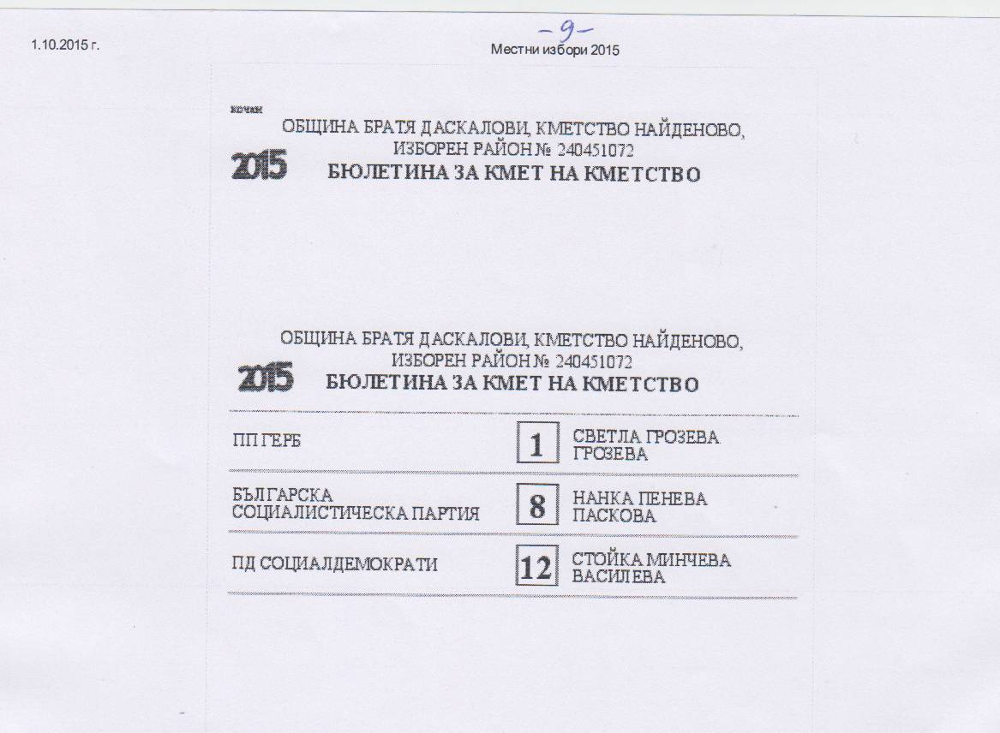 -9-
1.10.2015 г.
Местни избори 2015
КОЧАН
ОБЩИНА БРАТЯ ДАСКАЛОВИ, КМЕТСТВО НАЙДЕНОВО,
ИЗБОРЕН РАЙОН № 240451072
2015
БЮЛЕТИНА ЗА КМЕТ НА КМЕТСТВО
ОБЩИНА БРАТЯ ДАСКАЛОВИ, КМЕТСТВО НАЙДЕНОВО,
ИЗБОРЕН РАЙОН № 240451072
2015
БЮЛЕТИНА ЗА КМЕТ НА КМЕТСТВО
ПП ГЕРБ
1
СВЕТЛА ГРОЗЕВА
ГРОЗЕВА
БЪЛГАРСКА
СОЦИАЛИСТИЧЕСКА ПАРТИЯ
8
НАНКА ПЕНЕВА
ПАСКОВА
ПД СОЦИАЛДЕМОКРАТИ
12
СТОЙКА МИНЧЕВА
ВАСИЛЕВА